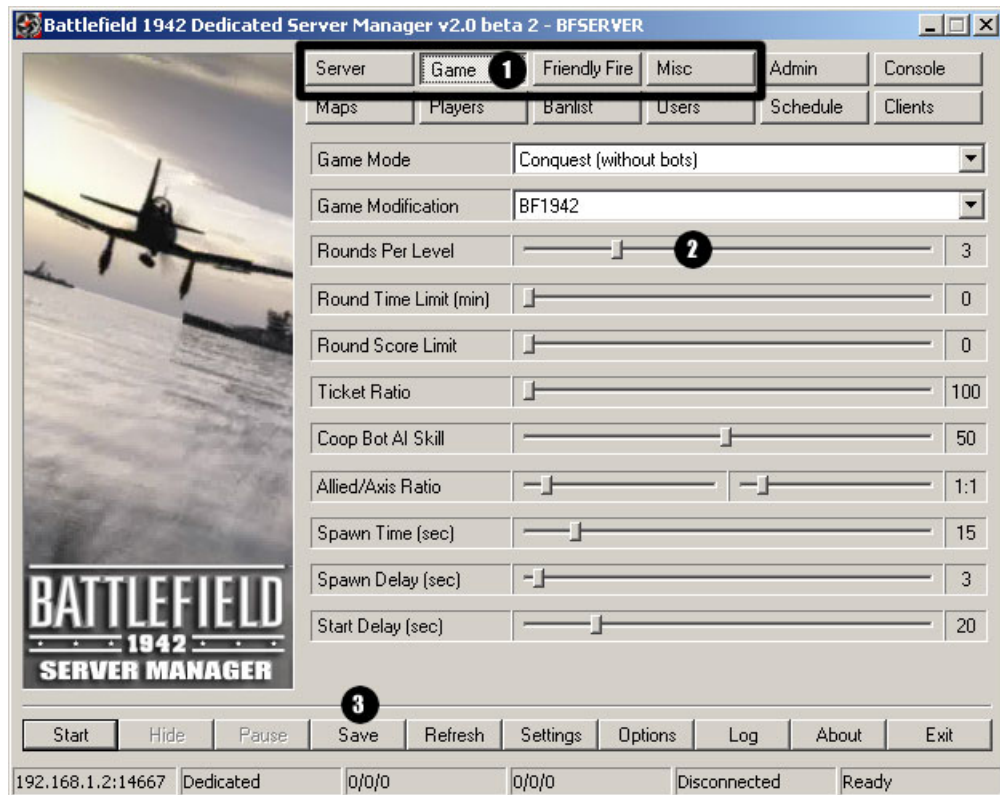 Battlefield 1942 Dedicated Server Manager v2.0 beta 2 - BFSERVER
Server Game 1 Friendly Fire Misc Admin Console
Maps Players Banlist Users Schedule Clients
Game Mode Conquest (without bots)
Game Modification BF1942
Rounds Per Level 2 3
Round Time Limit (min) 0
Round Score Limit 0
Ticket Ratio 100
Coop Bot AI Skill 50
Allied/Axis Ratio 1:1
Spawn Time (sec) 15
Spawn Delay (sec) 3
Start Delay (sec) 20
BATTLEFIELD
1942
SERVER MANAGER
3
Start Hide Pause Save Refresh Settings Options Log About Exit
192.168.1.2:14667 Dedicated 0/0/0 0/0/0 Disconnected Ready